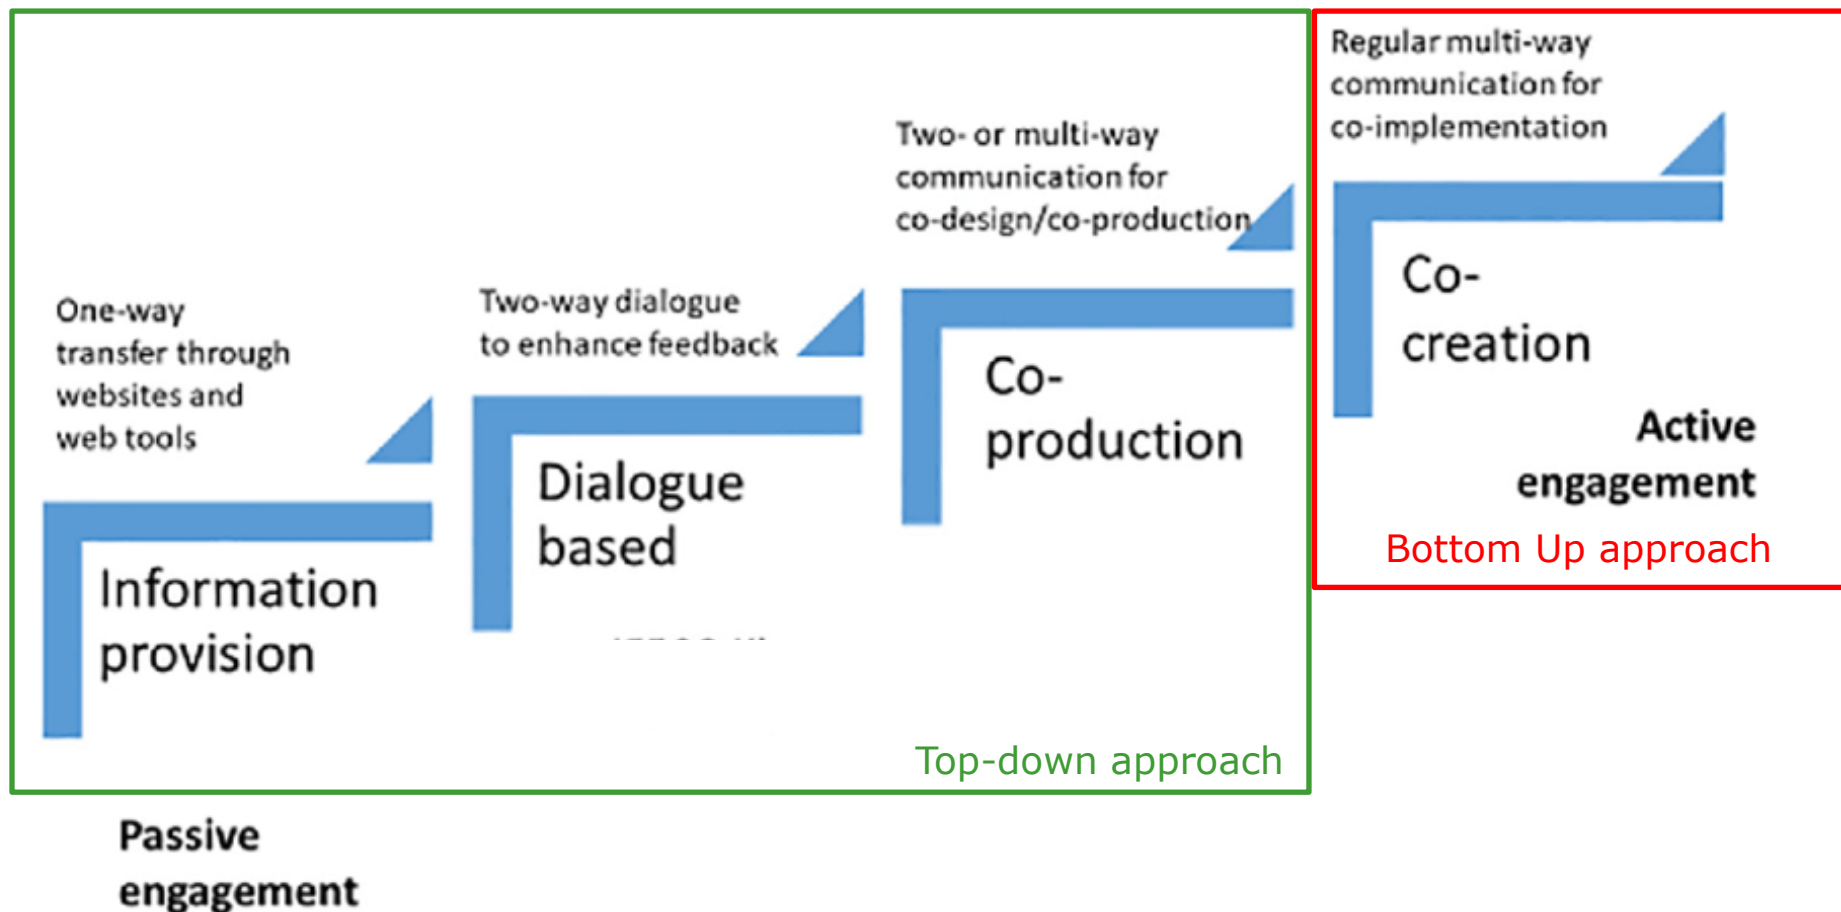 One-way
transfer through
websites and
web tools
Information
provision
Two-way dialogue
to enhance feedback
Dialogue
based
Two- or multi-way
communication for
co-design/co-production
Co-
production
Top-down approach
Regular multi-way
communication for
co-implementation
Co-
creation
Active
engagement
Bottom Up approach
Passive
engagement